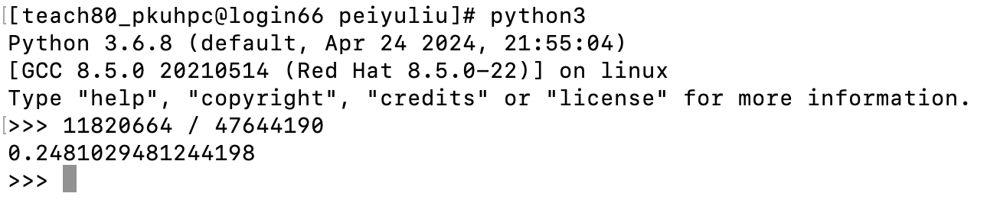 [teach80_pkuhpc@login66 peiyuliu]# python3
Python 3.6.8 (default, Apr 24 2024, 21:55:04)
[GCC 8.5.0 20210514 (Red Hat 8.5.0-22)] on linux
Type "help", "copyright", "credits" or "license" for more information.
>>> 11820664 / 47644190
0.2481029481244198
>>>